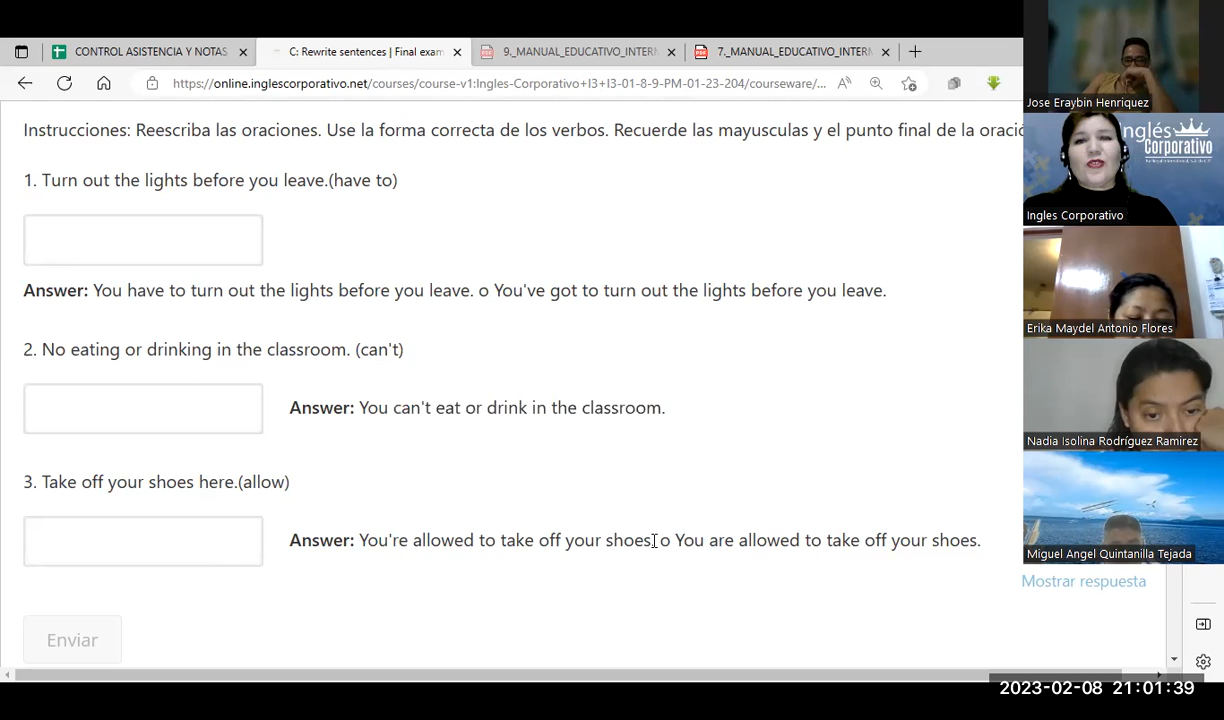 CONTROL ASISTENCIA Y NOTAS
C: Rewrite sentences | Final exam
9._MANUAL_EDUCATIVO_INTERN
7._MANUAL_EDUCATIVO_INTERN
https://online.inglescorporativo.net/courses/course-v1:Ingles-Corporativo+I3+I3-01-8-9-PM-01-23-204/courseware/...
Instrucciones: Reescriba las oraciones. Use la forma correcta de los verbos. Recuerde las mayusculas y el punto final de la oració
1. Turn out the lights before you leave.(have to)
Answer: You have to turn out the lights before you leave. o You've got to turn out the lights before you leave.
2. No eating or drinking in the classroom. (can't)
Answer: You can't eat or drink in the classroom.
3. Take off your shoes here.(allow)
Answer: You're allowed to take off your shoes. o You are allowed to take off your shoes.
Mostrar respuesta
Enviar
Jose Eraybin Henriquez
Inglés
Corporativo
Ingles Corporativo
Erika Maydel Antonio Flores
Nadia Isolina Rodríguez Ramirez
Miguel Angel Quintanilla Tejada
2023-02-08 21:01:39